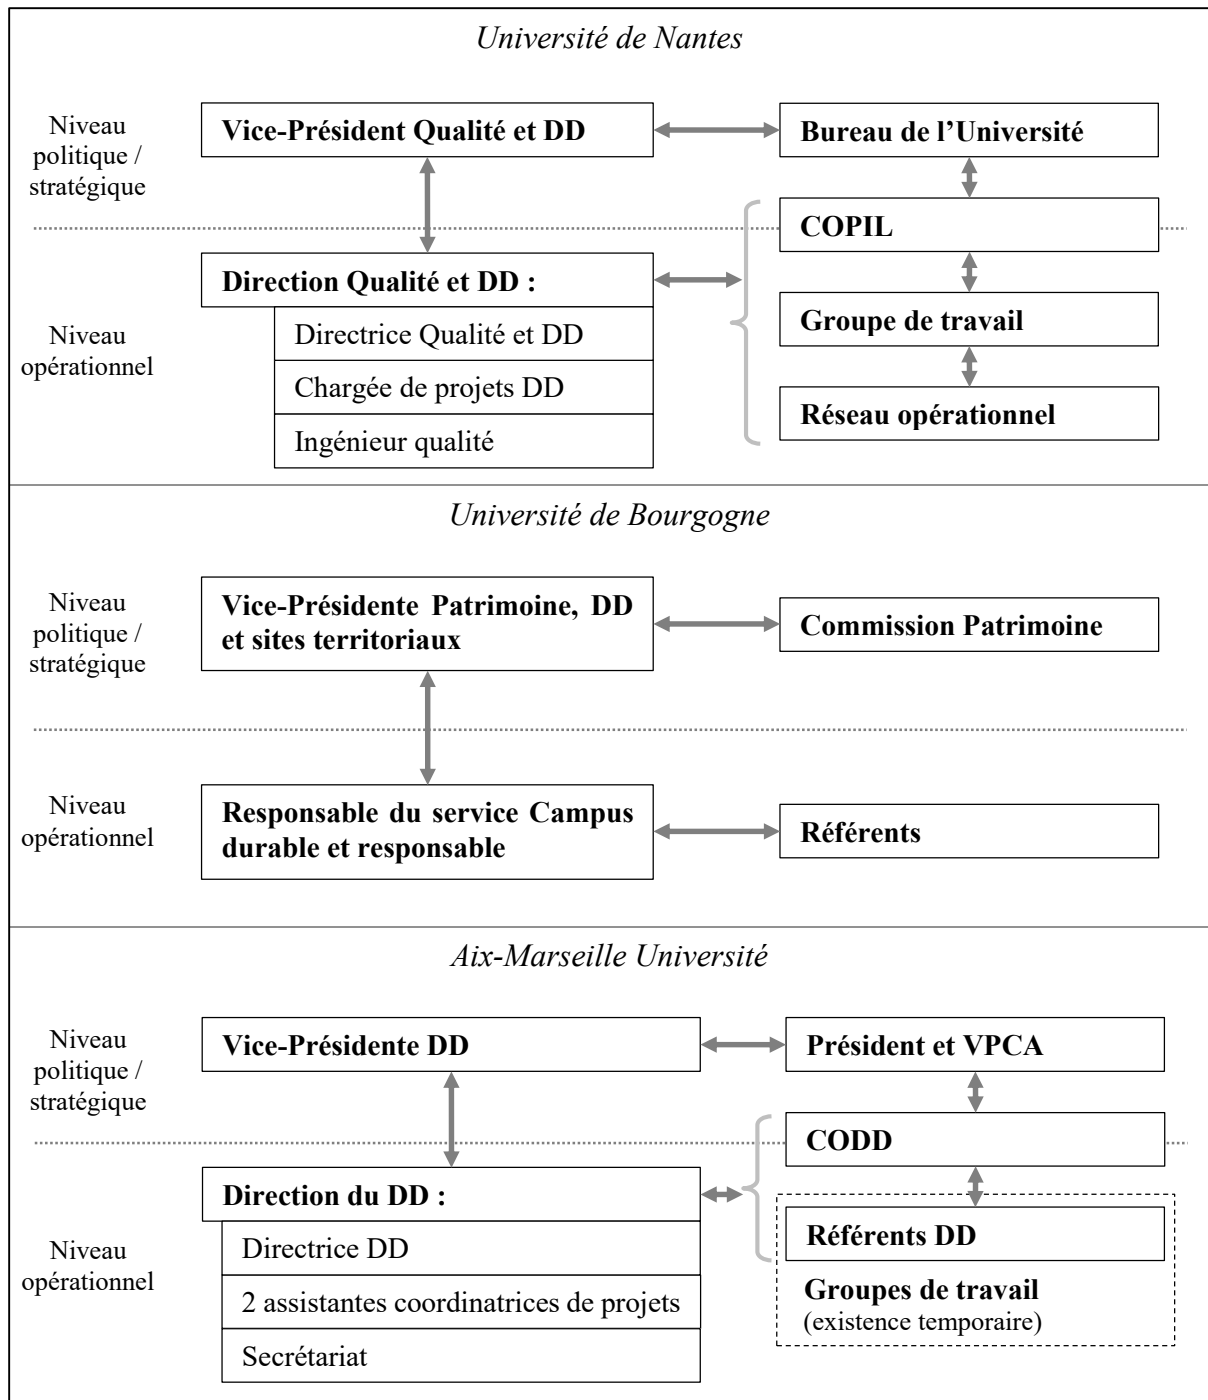 Université de Nantes
Niveau
politique /
stratégique
Vice-Président Qualité et DD
Bureau de l’Université
COPIL
Niveau
opérationnel
Direction Qualité et DD :
Directrice Qualité et DD
Chargée de projets DD
Ingénieur qualité
Groupe de travail
Réseau opérationnel
Université de Bourgogne
Niveau
politique /
stratégique
Vice-Présidente Patrimoine, DD
et sites territoriaux
Commission Patrimoine
Niveau
opérationnel
Responsable du service Campus
durable et responsable
Référents
Aix-Marseille Université
Niveau
politique /
stratégique
Vice-Présidente DD
Président et VPCA
CODD
Niveau
opérationnel
Direction du DD :
Directrice DD
2 assistantes coordinatrices de projets
Secrétariat
Référents DD
Groupes de travail
(existence temporaire)